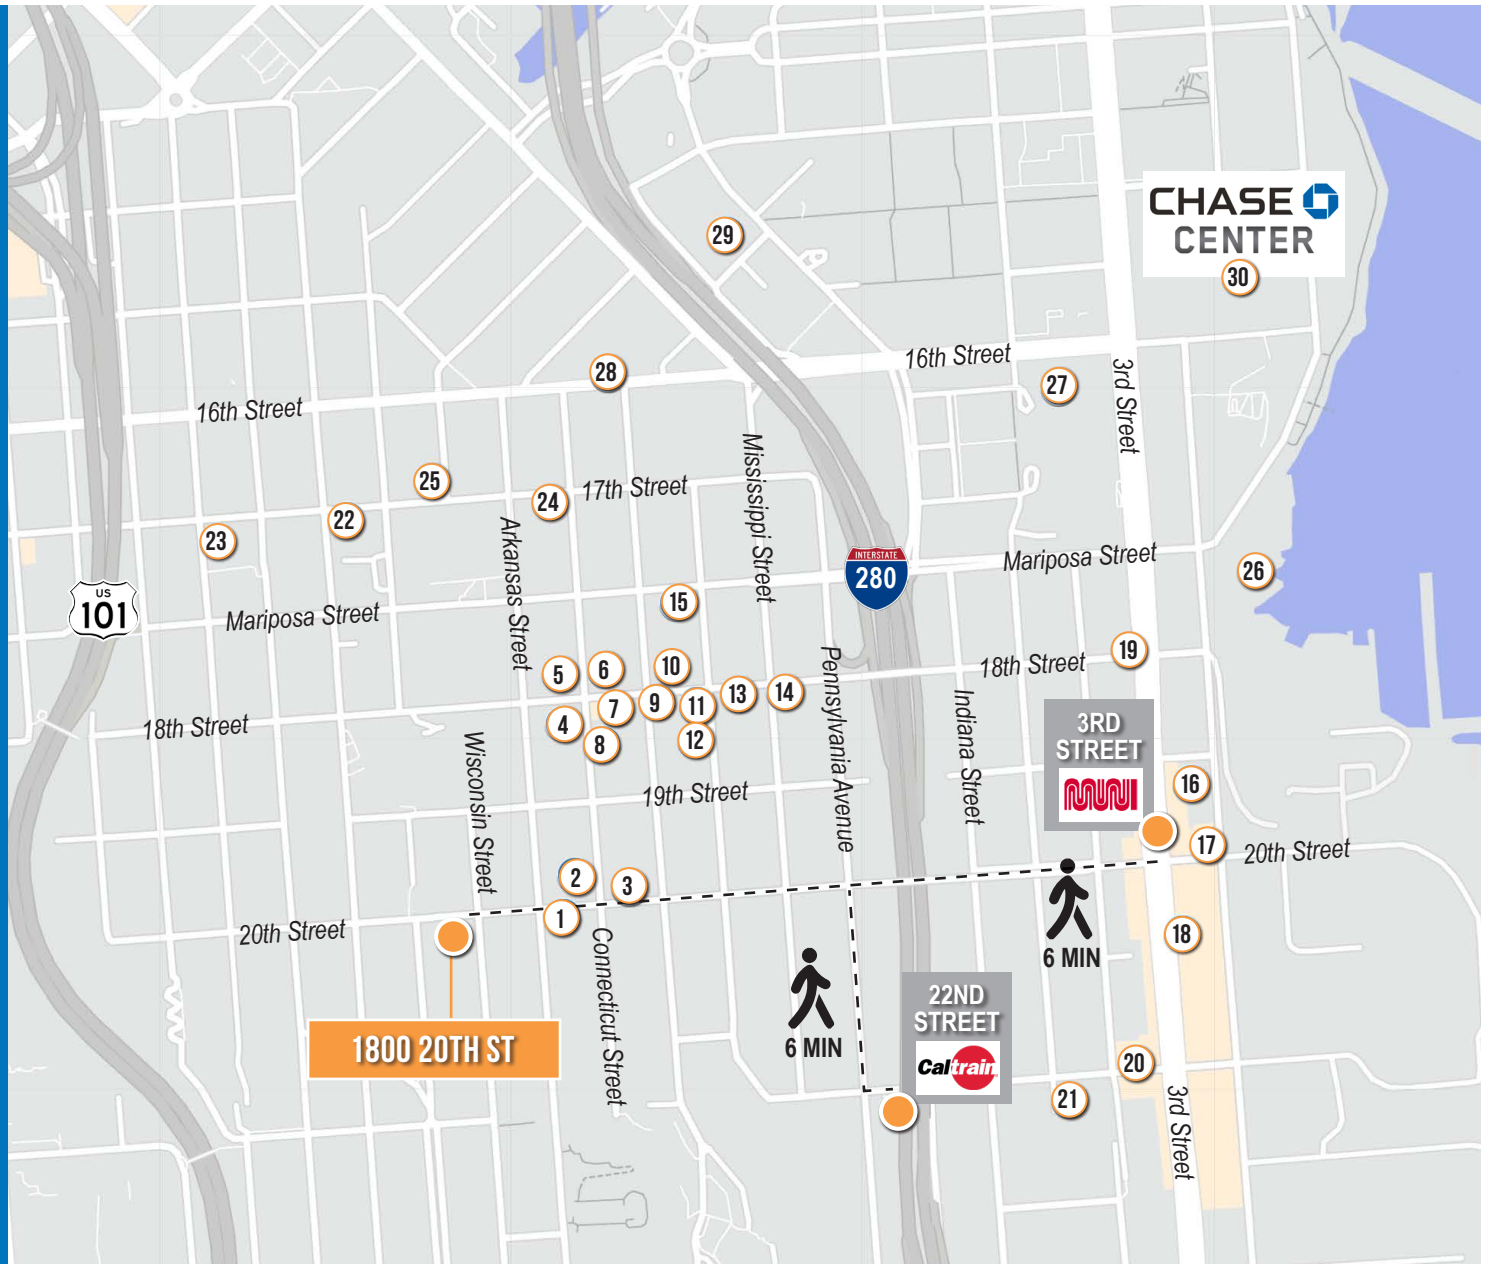 CHASE
CENTER
29
30
16th Street
28
27
3rd Street
16th Street
Mississippi Street
25
17th Street
24
22
23
Arkansas Street
Mariposa Street
INTERSTATE
280
26
US
101
15
Mariposa Street
Pennsylvania Avenue
19
18th Street
5
6
10
13
14
9
11
7
4
18th Street
8
12
Indiana Street
3RD
STREET
MUNI
Wisconsin Street
19th Street
16
17
20th Street
2
3
1
20th Street
Connecticut Street
18
6 MIN
22ND
STREET
Caltrain
1800 20TH ST
6 MIN
20
21
3rd Street